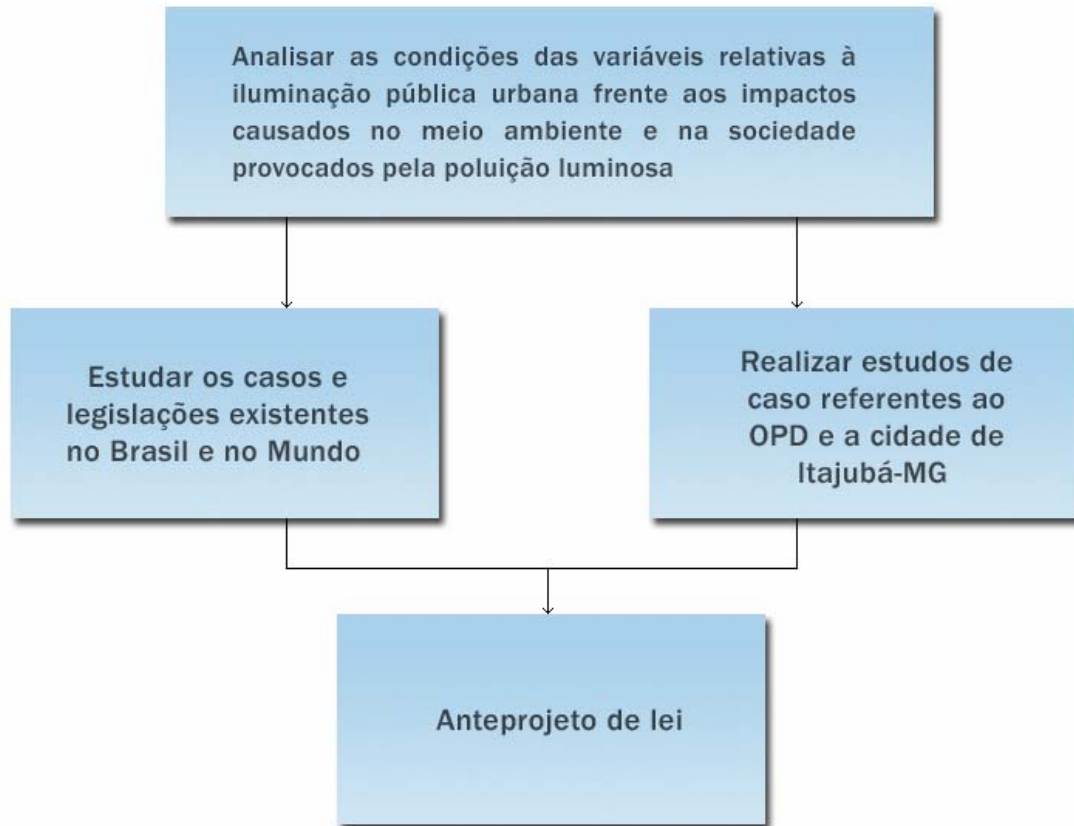 Analisar as condições das variáveis relativas à
iluminação pública urbana frente aos impactos
causados no meio ambiente e na sociedade
provocados pela poluição luminosa
Estudar os casos e
legislações existentes
no Brasil e no Mundo
Realizar estudos de
caso referentes ao
OPD e a cidade de
Itajubá-MG
Anteprojeto de lei